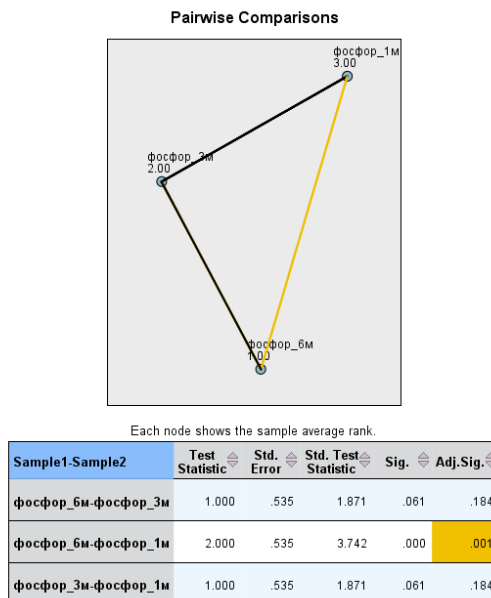 Pairwise Comparisons
фосфор_1м
3.00
фосфор_3м
2.00
фосфор_6м
1.00
Each node shows the sample average rank.
Sample1-Sample2 Test Statistic Std. Error Std. Test Statistic Sig. Adj.Sig.
фосфор_6м-фосфор_3м 1.000 .535 1.871 .061 .184
фосфор_6м-фосфор_1м 2.000 .535 3.742 .000 .001
фосфор_3м-фосфор_1м 1.000 .535 1.871 .061 .184